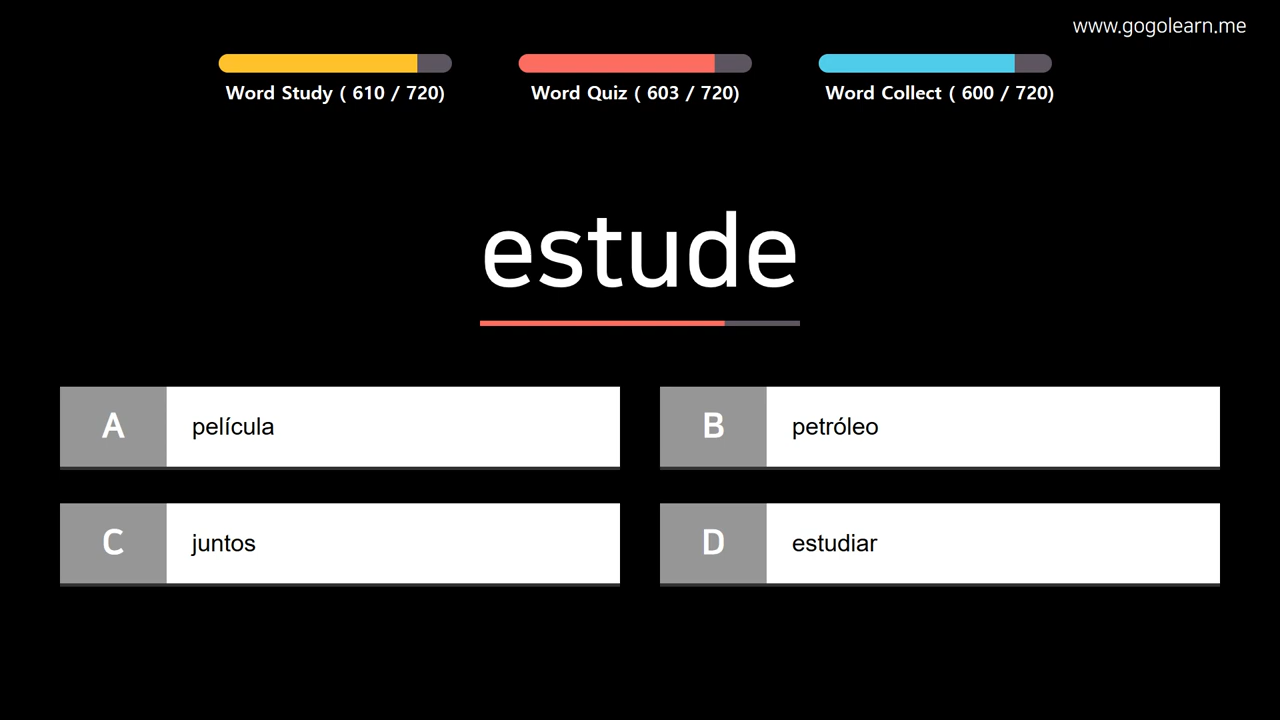 www.gogolearn.me
Word Study ( 610 / 720)
Word Quiz ( 603 / 720)
Word Collect ( 600 / 720)
estude
A
película
B
petróleo
C
juntos
D
estudiar